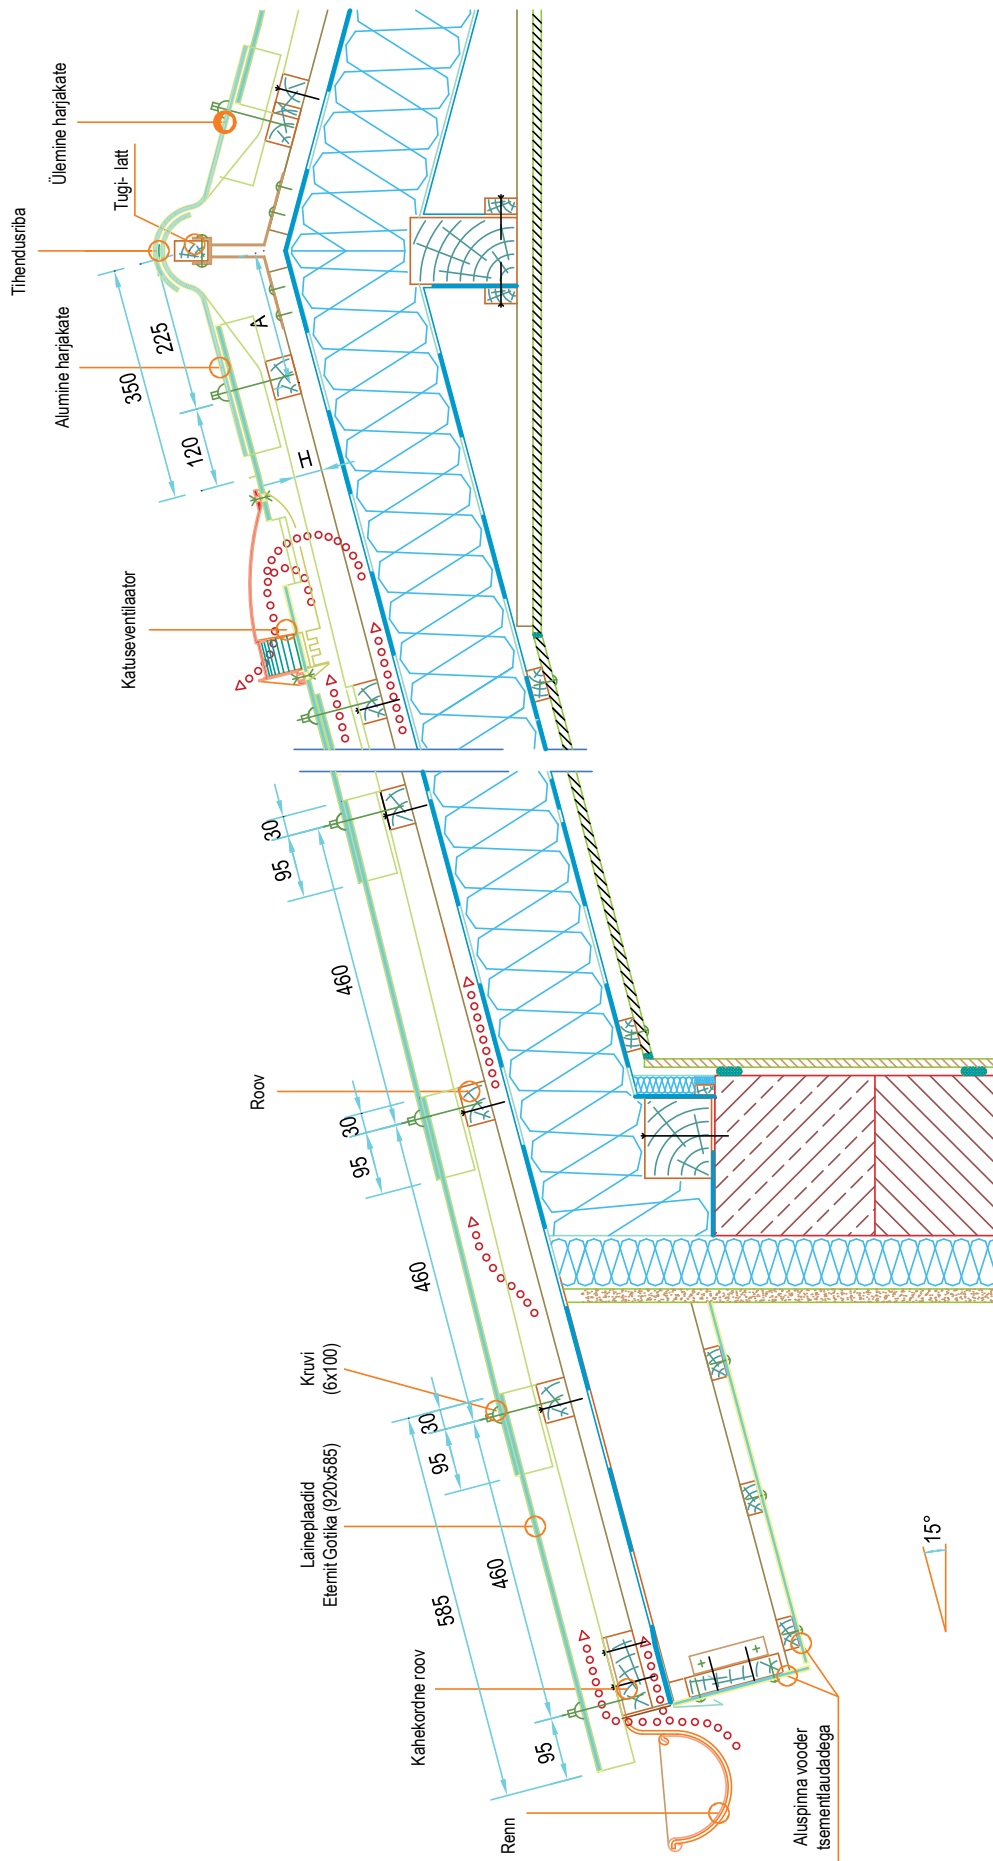 Renn
Kahekordne roov
Laineplaadid
Eternit Gotika (920x585)
Kruvi
(6x100)
Roov
Katuseventilaator
Alumine harjakate
Tihendusriba
Tugi- latt
Ülemine harjakate
585
95
460
95
30
460
95
30
460
95
30
350
120
225
H
A
15°
Aluspinna vooder
tsementlaudadega